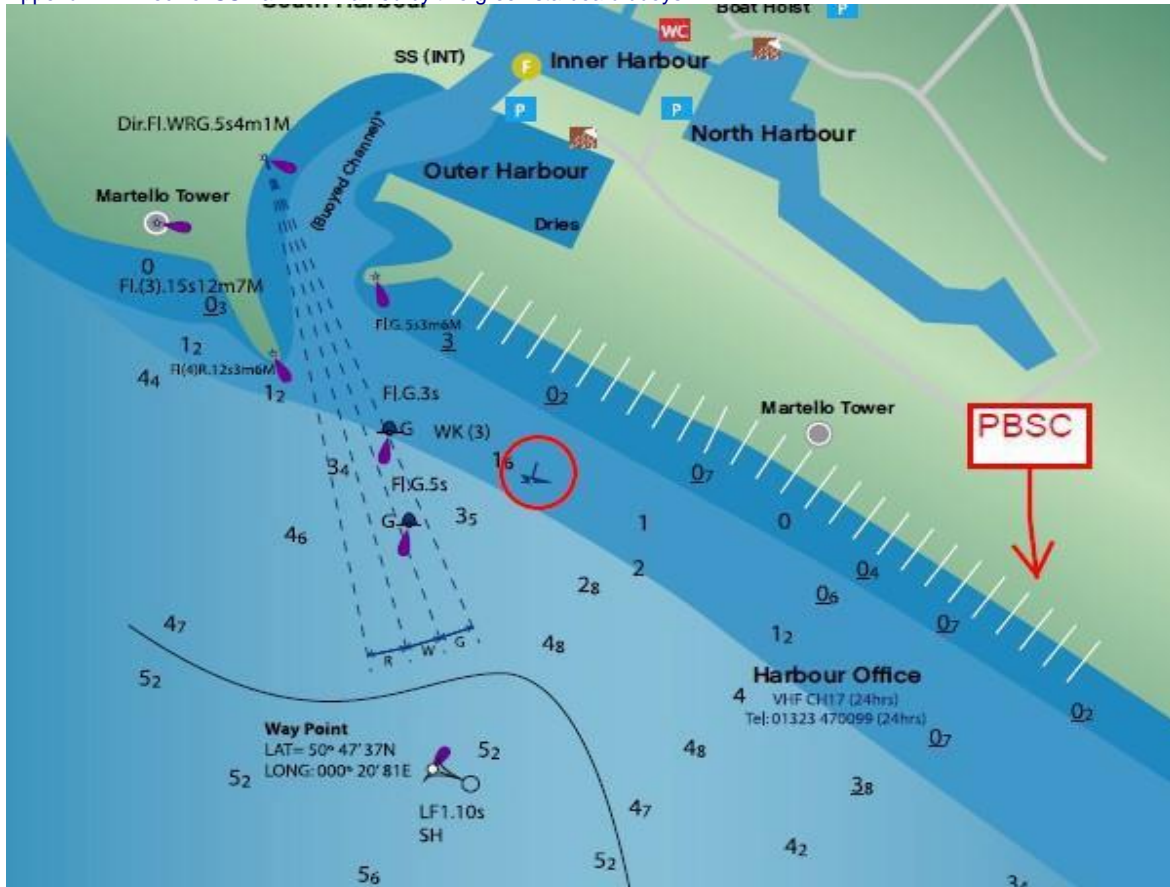 South Harbour
Boat Hoist
P
WC
SS (INT)
F
Inner Harbour
P
P
Dir.Fl.WRG.5s4m1M
North Harbour
(Buoyed Channel)*
Outer Harbour
Martello Tower
Dries
0
Fl.(3).15s12m7M
03
Fl.G.5s3m6M
12
3
Fl(4)R.12s3m6M
44
12
02
Fl.G.3s
Martello Tower
PBSC
G
WK (3)
34
16
07
Fl.G.5s
G
35
1
0
46
04
28
2
06
47
07
48
12
R
W
G
52
Harbour Office
4
VHF CH17 (24hrs)
02
Tel: 01323 470099 (24hrs)
Way Point
LAT= 50º 47'37N
LONG: 000º 20'81E
52
52
48
07
38
LF1.10s
SH
47
42
52
56
34